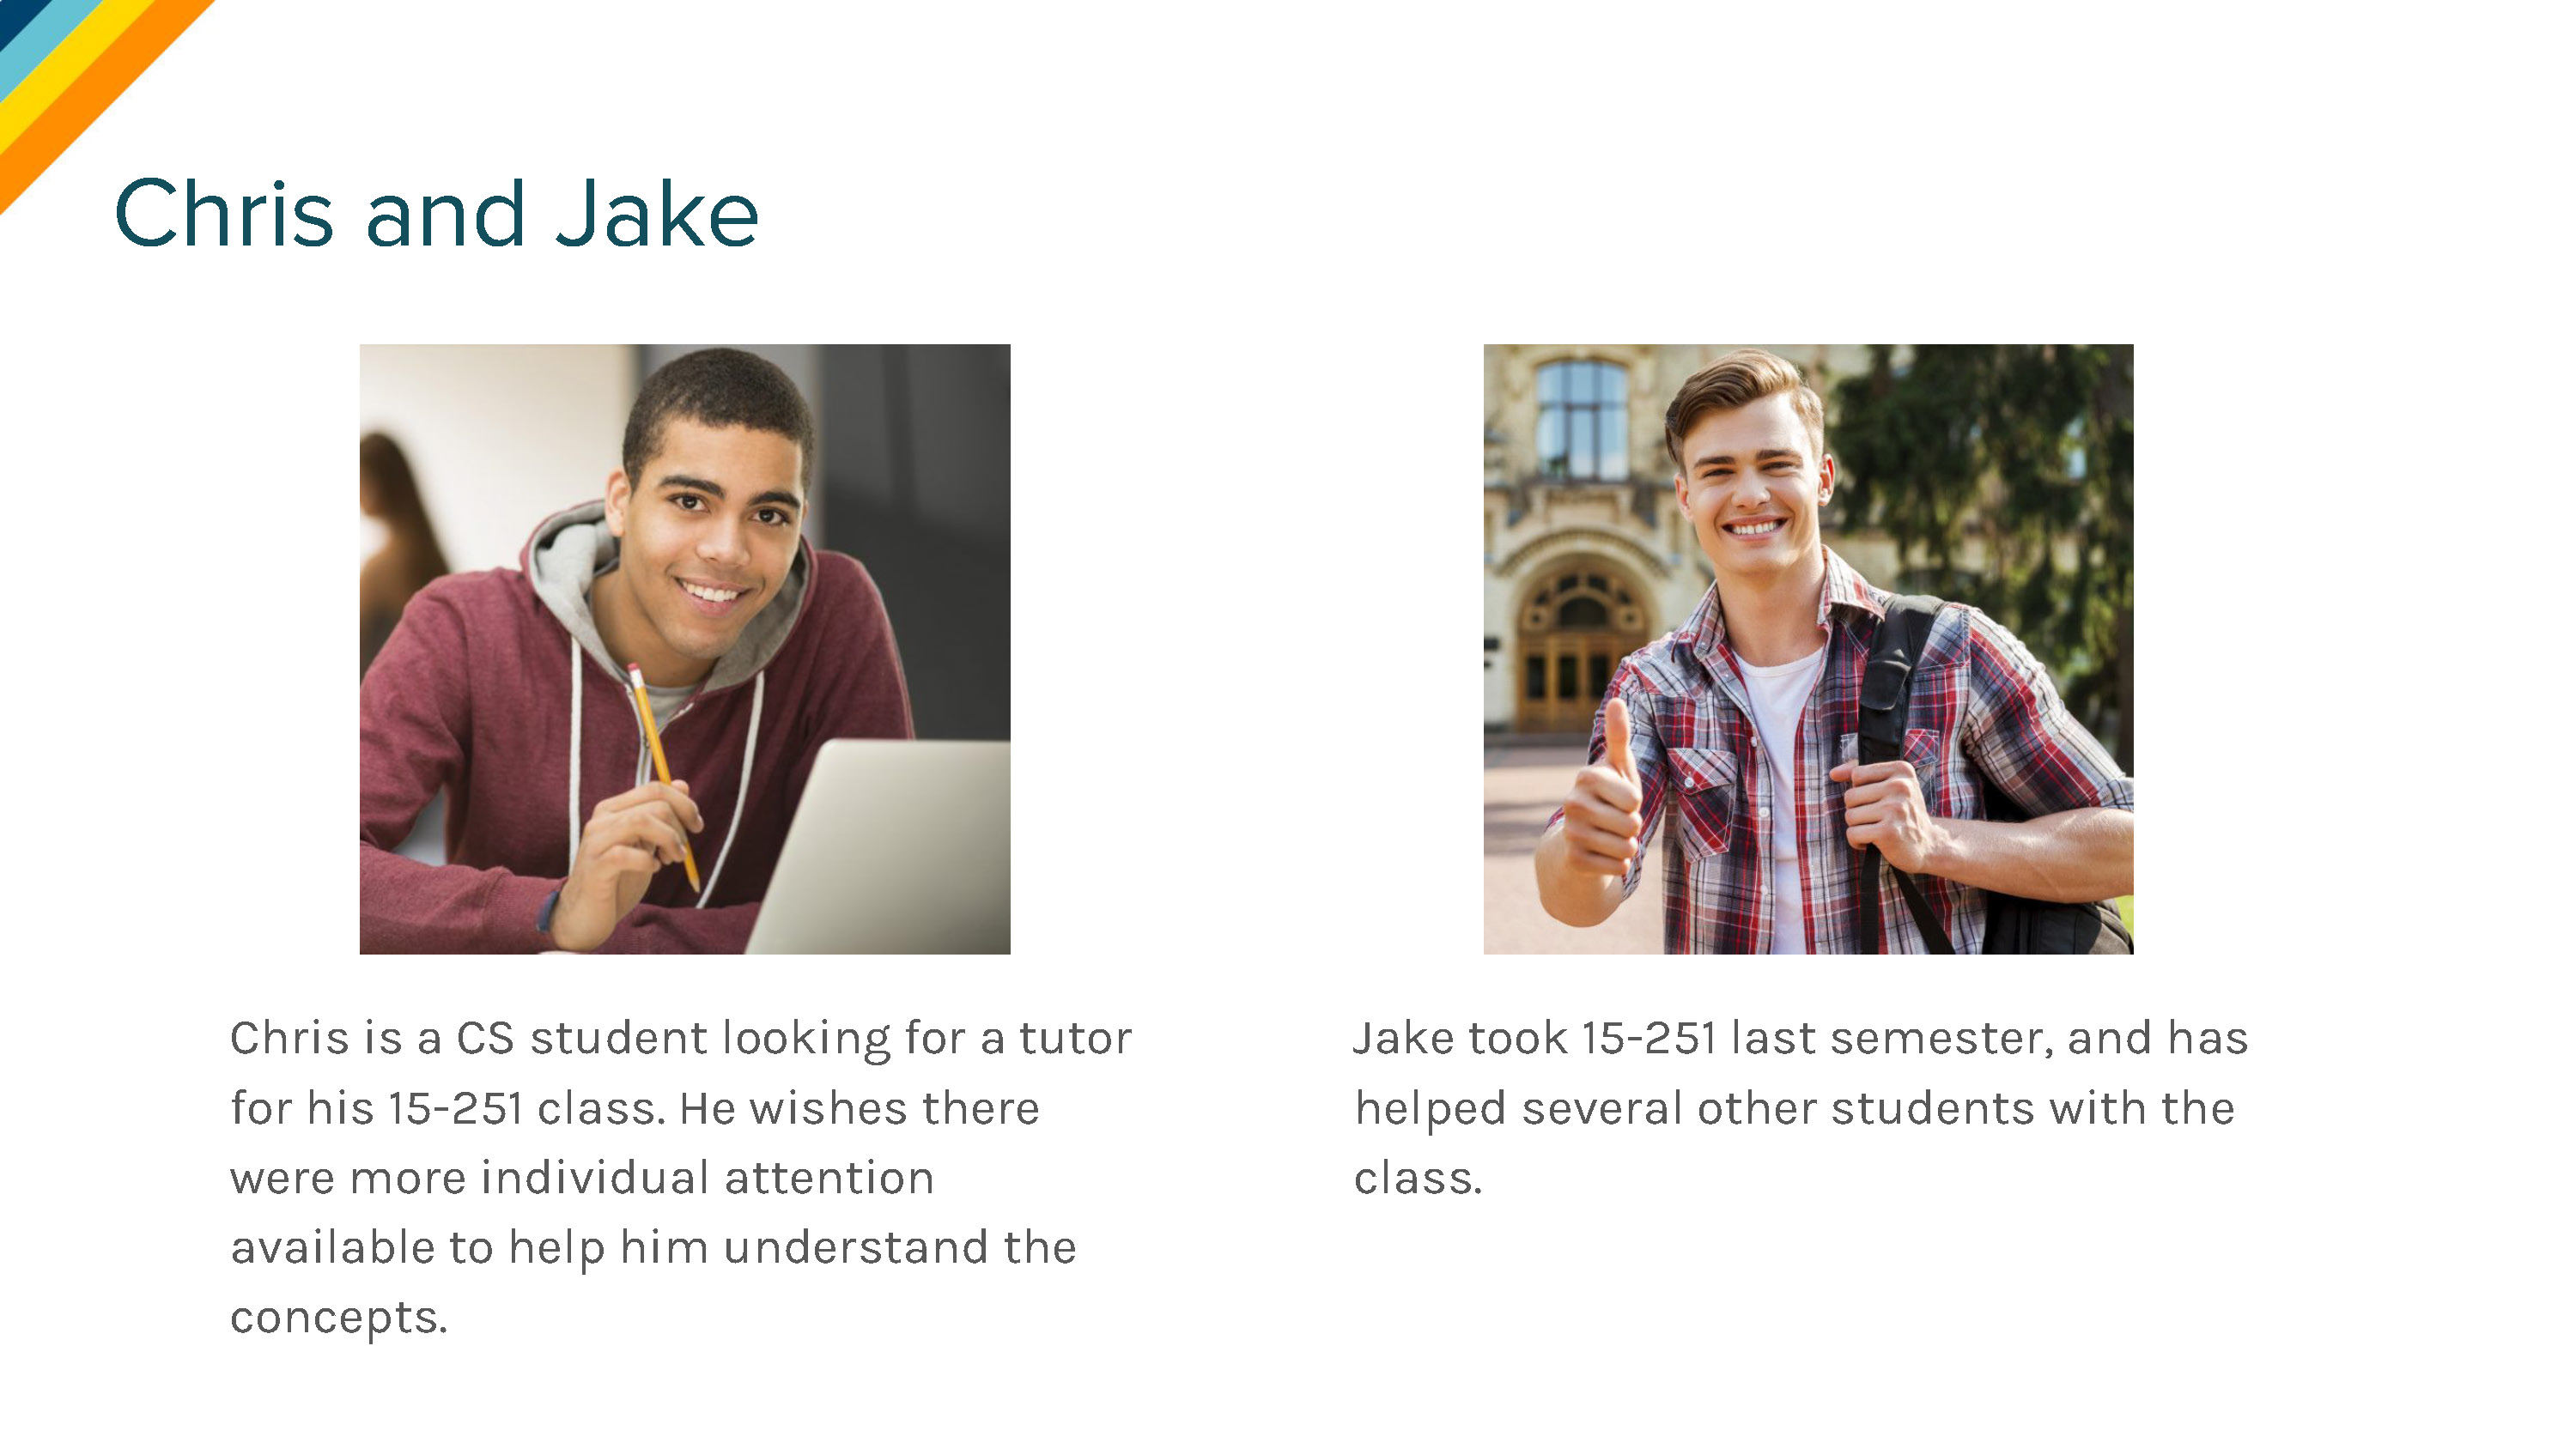 Chris and Jake
Chris is a CS student looking for a tutor
for his 15-251 class. He wishes there
were more individual attention
available to help him understand the
concepts.
Jake took 15-251 last semester, and has
helped several other students with the
class.